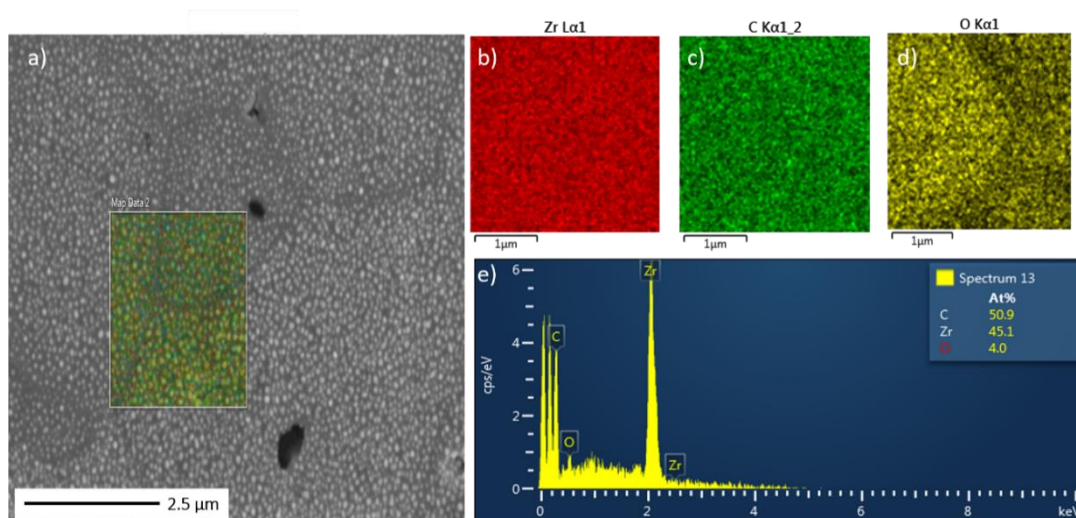 a)
Map Data 2
2.5 µm
Zr Lα1
b)
1µm
C Kα1_2
c)
1µm
O Kα1
d)
1µm
e)
6
4
2
0
cps/eV
C
O
Zr
Zr
0
2
4
6
8
keV
Spectrum 13
At%
C 50.9
Zr 45.1
O 4.0